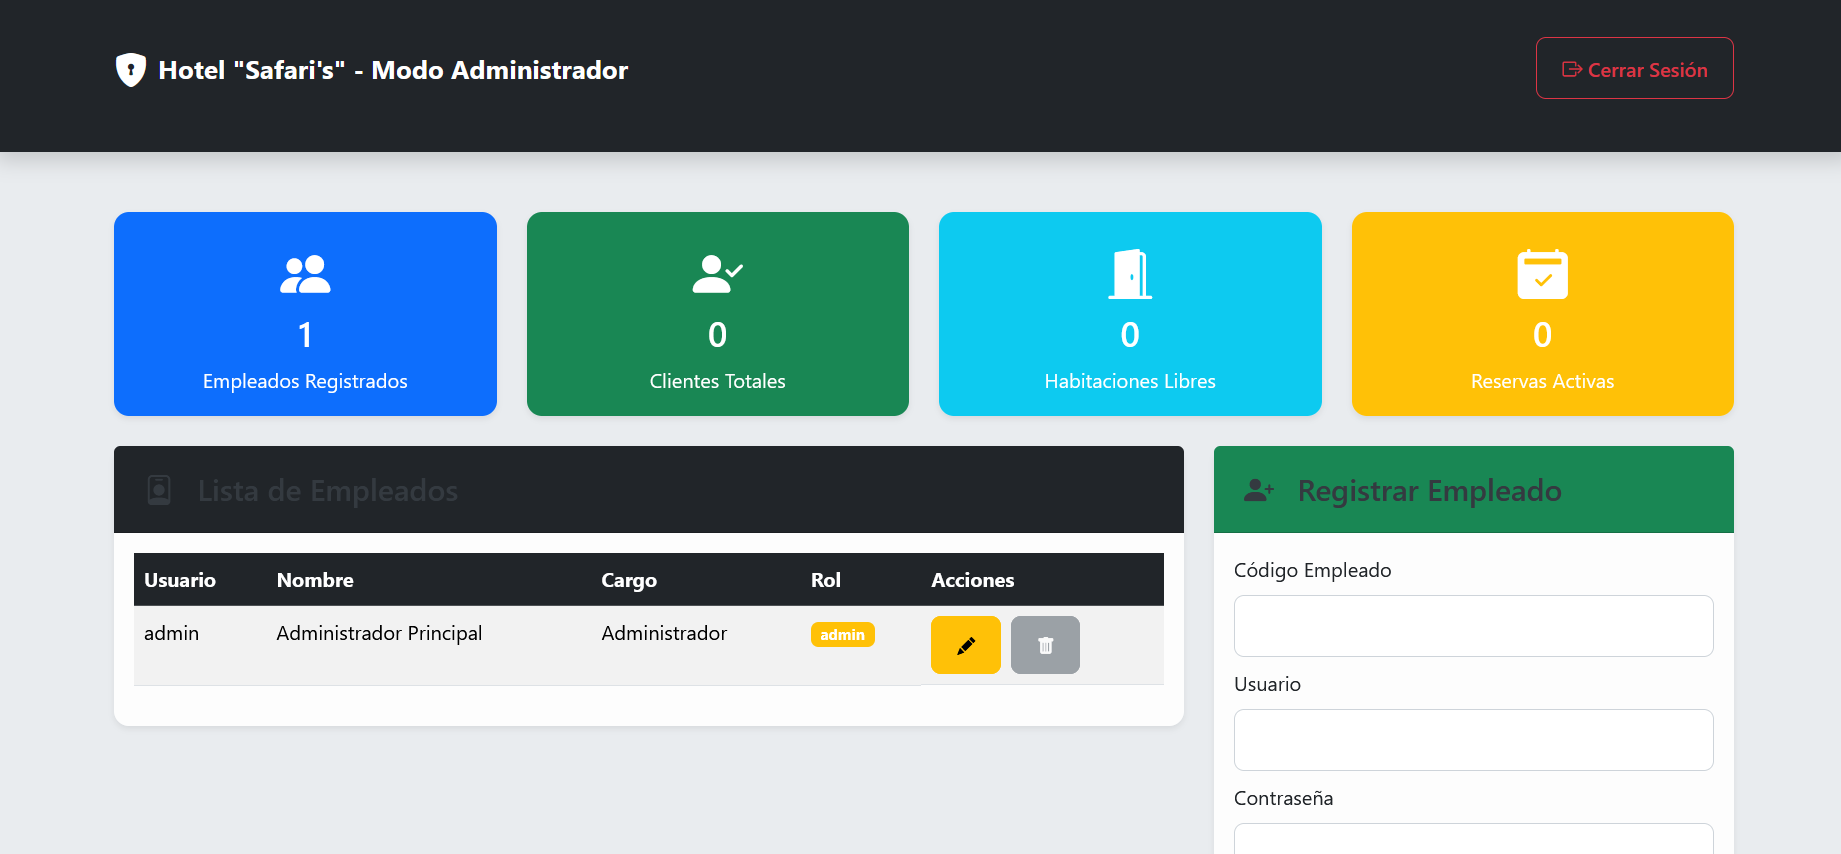 Hotel "Safari's" - Modo Administrador
Cerrar Sesión
1
Empleados Registrados
0
Clientes Totales
0
Habitaciones Libres
0
Reservas Activas
Lista de Empleados
Usuario Nombre Cargo Rol Acciones
admin Administrador Principal Administrador admin
Registrar Empleado
Código Empleado
Usuario
Contraseña